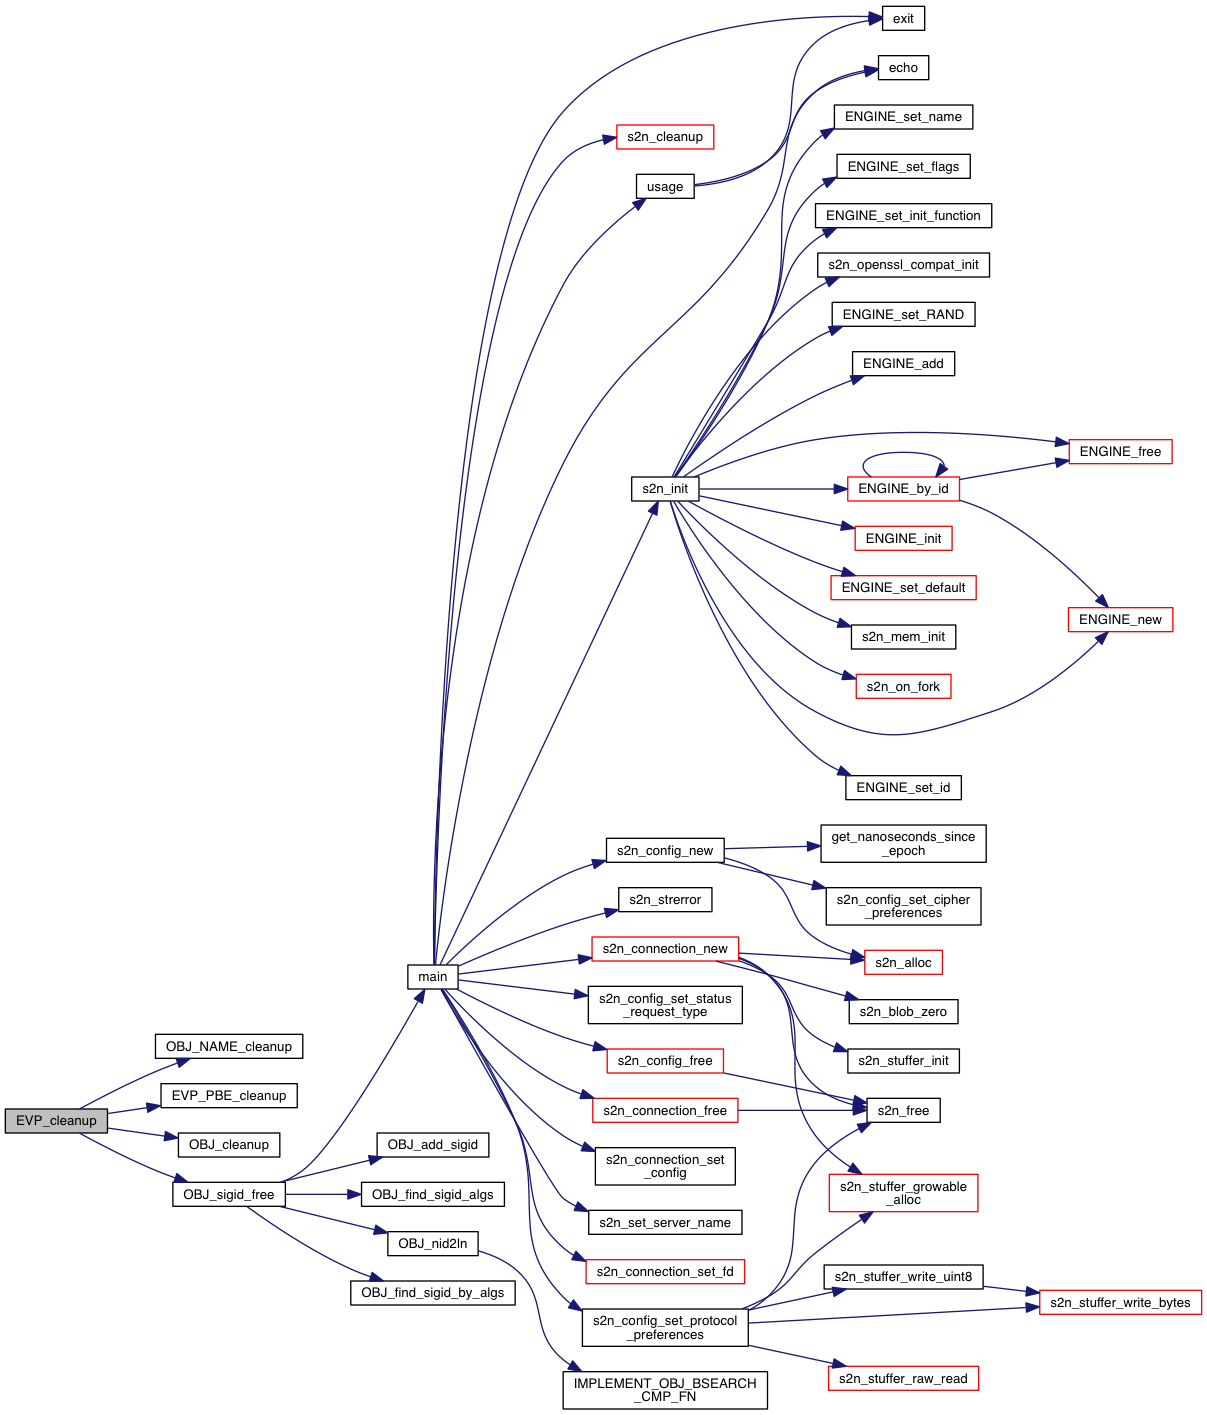 exit
echo
ENGINE_set_name
s2n_cleanup
ENGINE_set_flags
usage
ENGINE_set_init_function
s2n_openssl_compat_init
ENGINE_set_RAND
ENGINE_add
ENGINE_free
s2n_init
ENGINE_by_id
ENGINE_init
ENGINE_set_default
ENGINE_new
s2n_mem_init
s2n_on_fork
ENGINE_set_id
get_nanoseconds_since
_epoch
s2n_config_new
s2n_strerror
s2n_config_set_cipher
_preferences
s2n_connection_new
s2n_alloc
main
s2n_config_set_status
_request_type
s2n_blob_zero
OBJ_NAME_cleanup
s2n_config_free
s2n_stuffer_init
EVP_PBE_cleanup
s2n_connection_free
s2n_free
EVP_cleanup
OBJ_cleanup
OBJ_add_sigid
s2n_connection_set
_config
OBJ_sigid_free
OBJ_find_sigid_algs
s2n_stuffer_growable
_alloc
s2n_set_server_name
OBJ_nid2ln
s2n_connection_set_fd
s2n_stuffer_write_uint8
OBJ_find_sigid_by_algs
s2n_stuffer_write_bytes
s2n_config_set_protocol
_preferences
s2n_stuffer_raw_read
IMPLEMENT_OBJ_BSEARCH
_CMP_FN